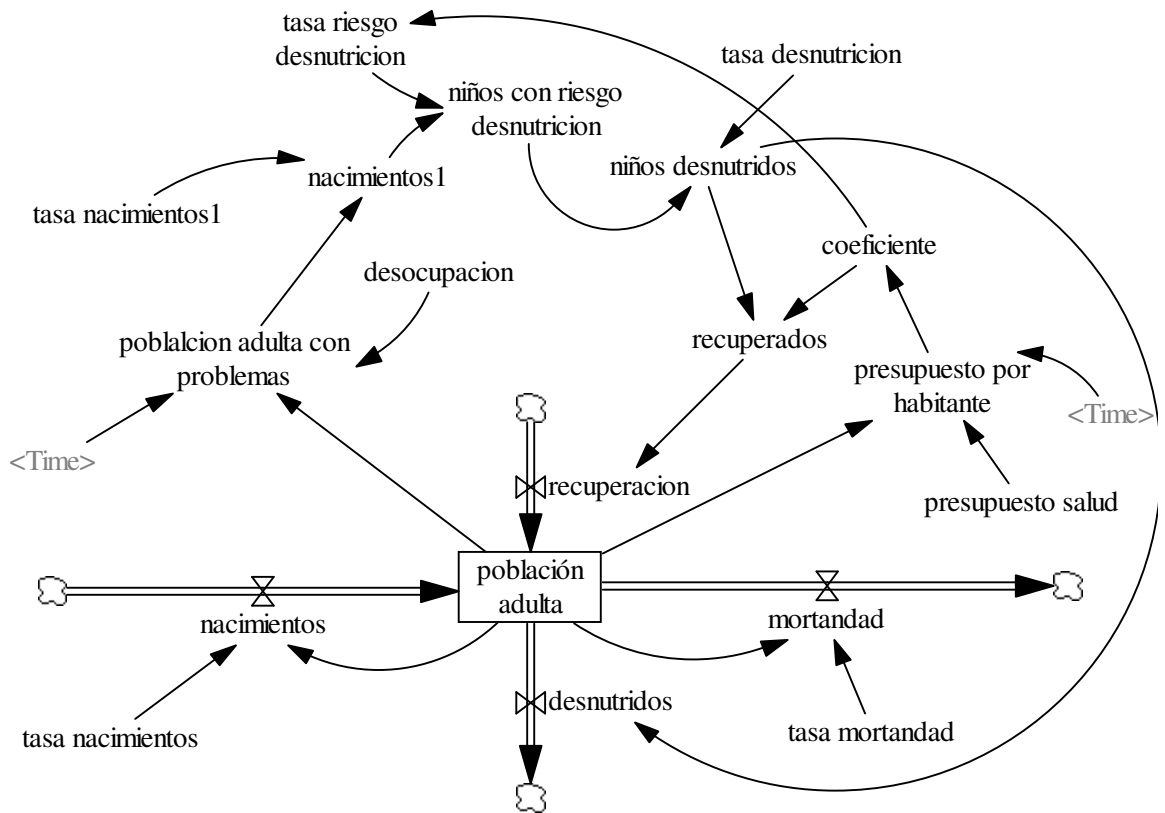 tasa riesgo
desnutricion
tasa desnutricion
niños con riesgo
desnutricion
niños desnutridos
nacimientos1
tasa nacimientos1
coeficiente
desocupacion
recuperados
poblalcion adulta con
problemas
presupuesto por
habitante
<Time>
<Time>
recuperacion
presupuesto salud
población
adulta
nacimientos
mortandad
desnutridos
tasa nacimientos
tasa mortandad